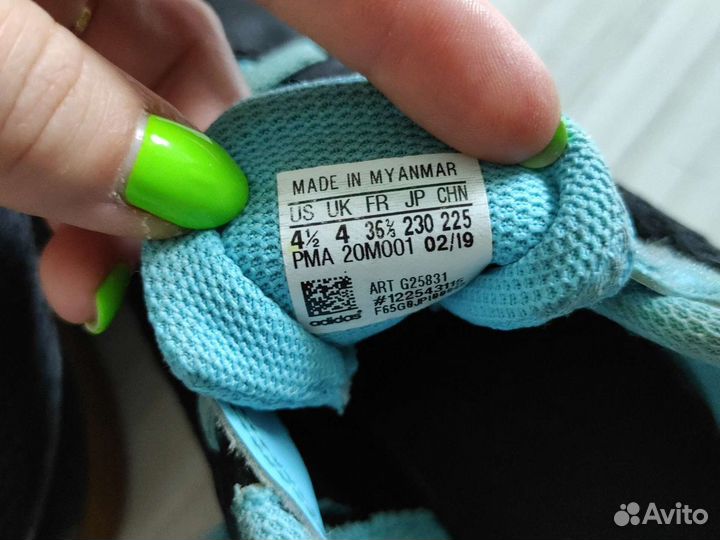 MADE IN MYANMAR
US UK FR JP CHN
4½ 4 36⅔ 230 225
PMA 20M001 02/19
ART G25831
adidas
Avito